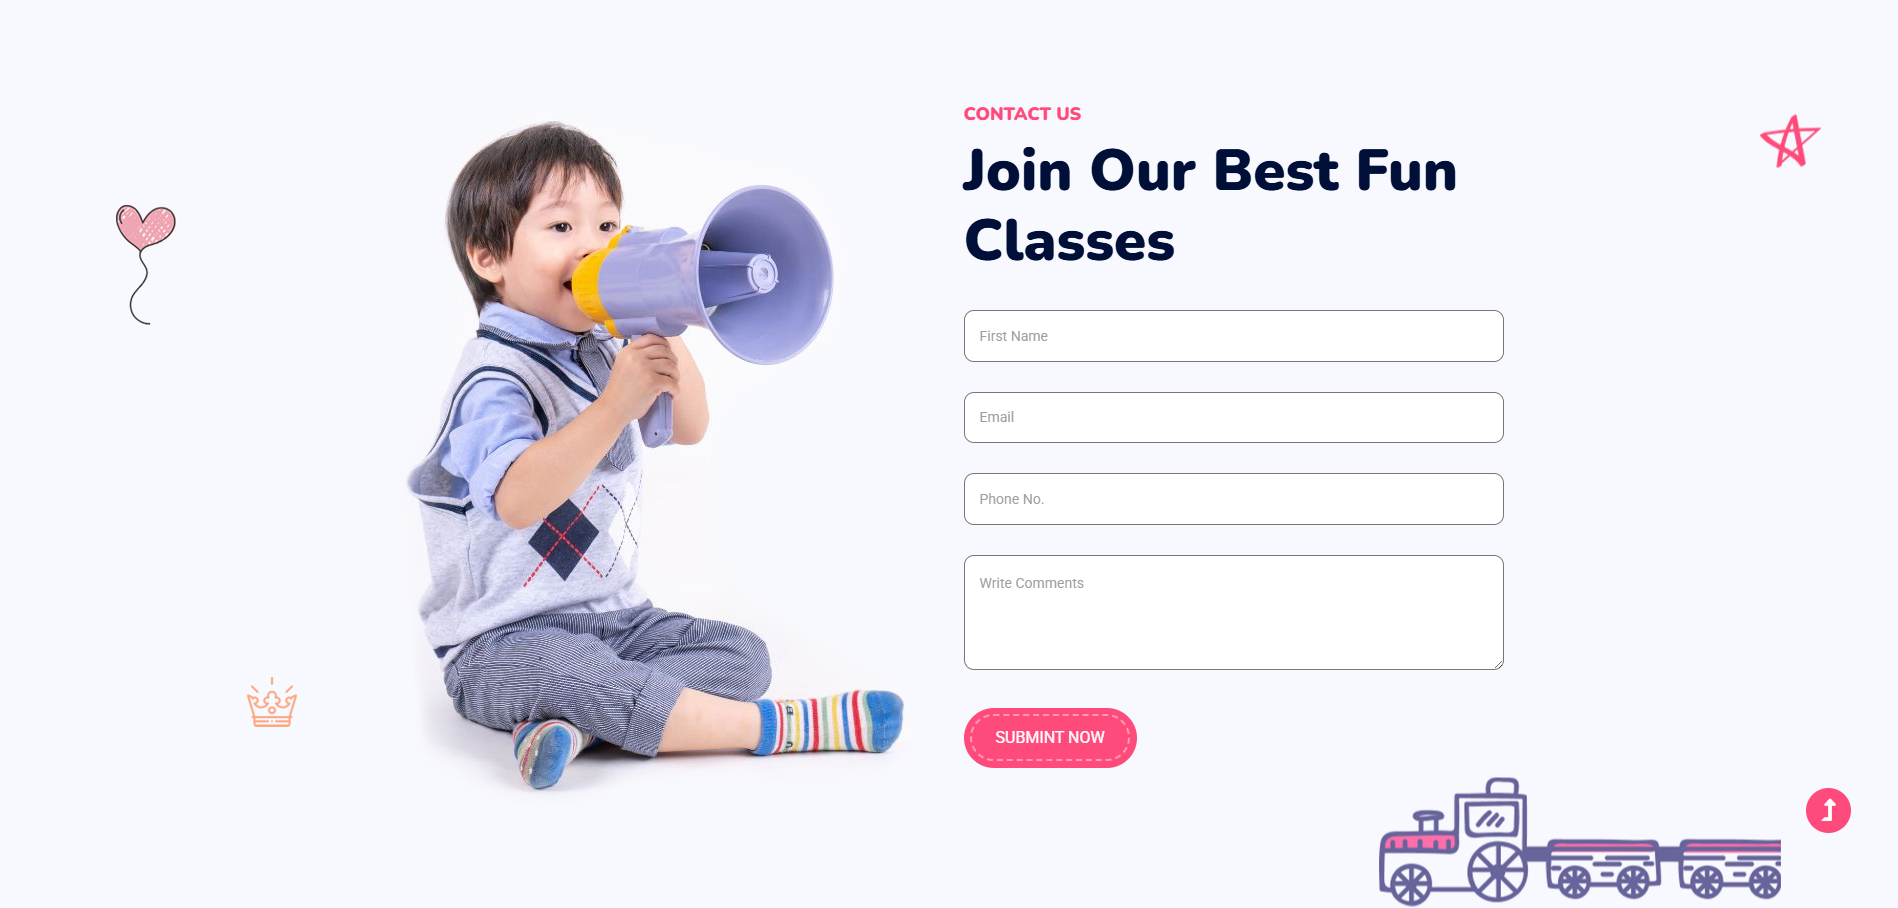 CONTACT US
Join Our Best Fun
Classes
First Name
Email
Phone No.
Write Comments
SUBMINT NOW